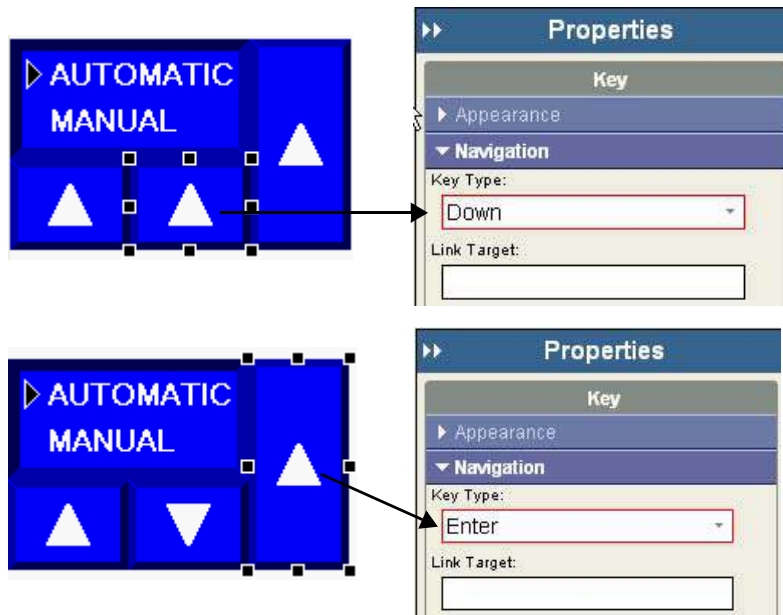 AUTOMATIC
MANUAL
Properties
Key
Appearance
Navigation
Key Type:
Down
Link Target:
AUTOMATIC
MANUAL
Properties
Key
Appearance
Navigation
Key Type:
Enter
Link Target: